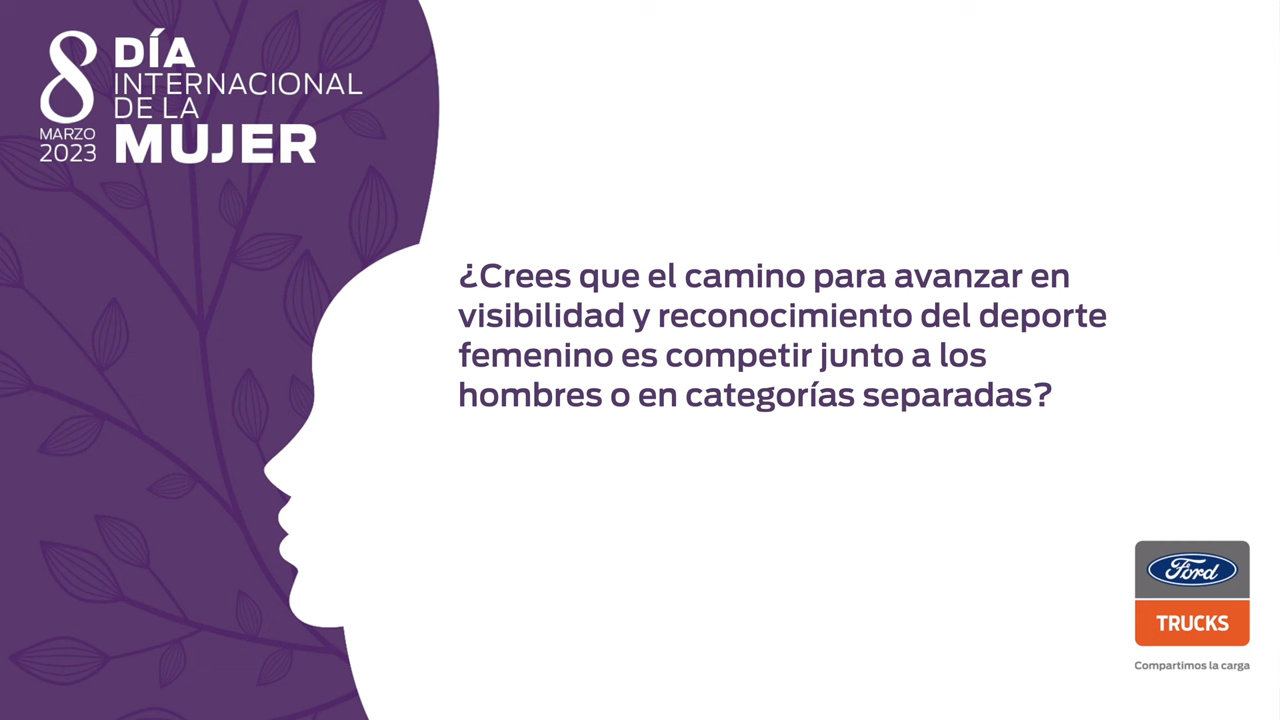 8
MARZO
2023
DÍA
INTERNACIONAL
DE LA
MUJER
¿Crees que el camino para avanzar en
visibilidad y reconocimiento del deporte
femenino es competir junto a los
hombres o en categorías separadas?
Ford
TRUCKS
Compartimos la carga